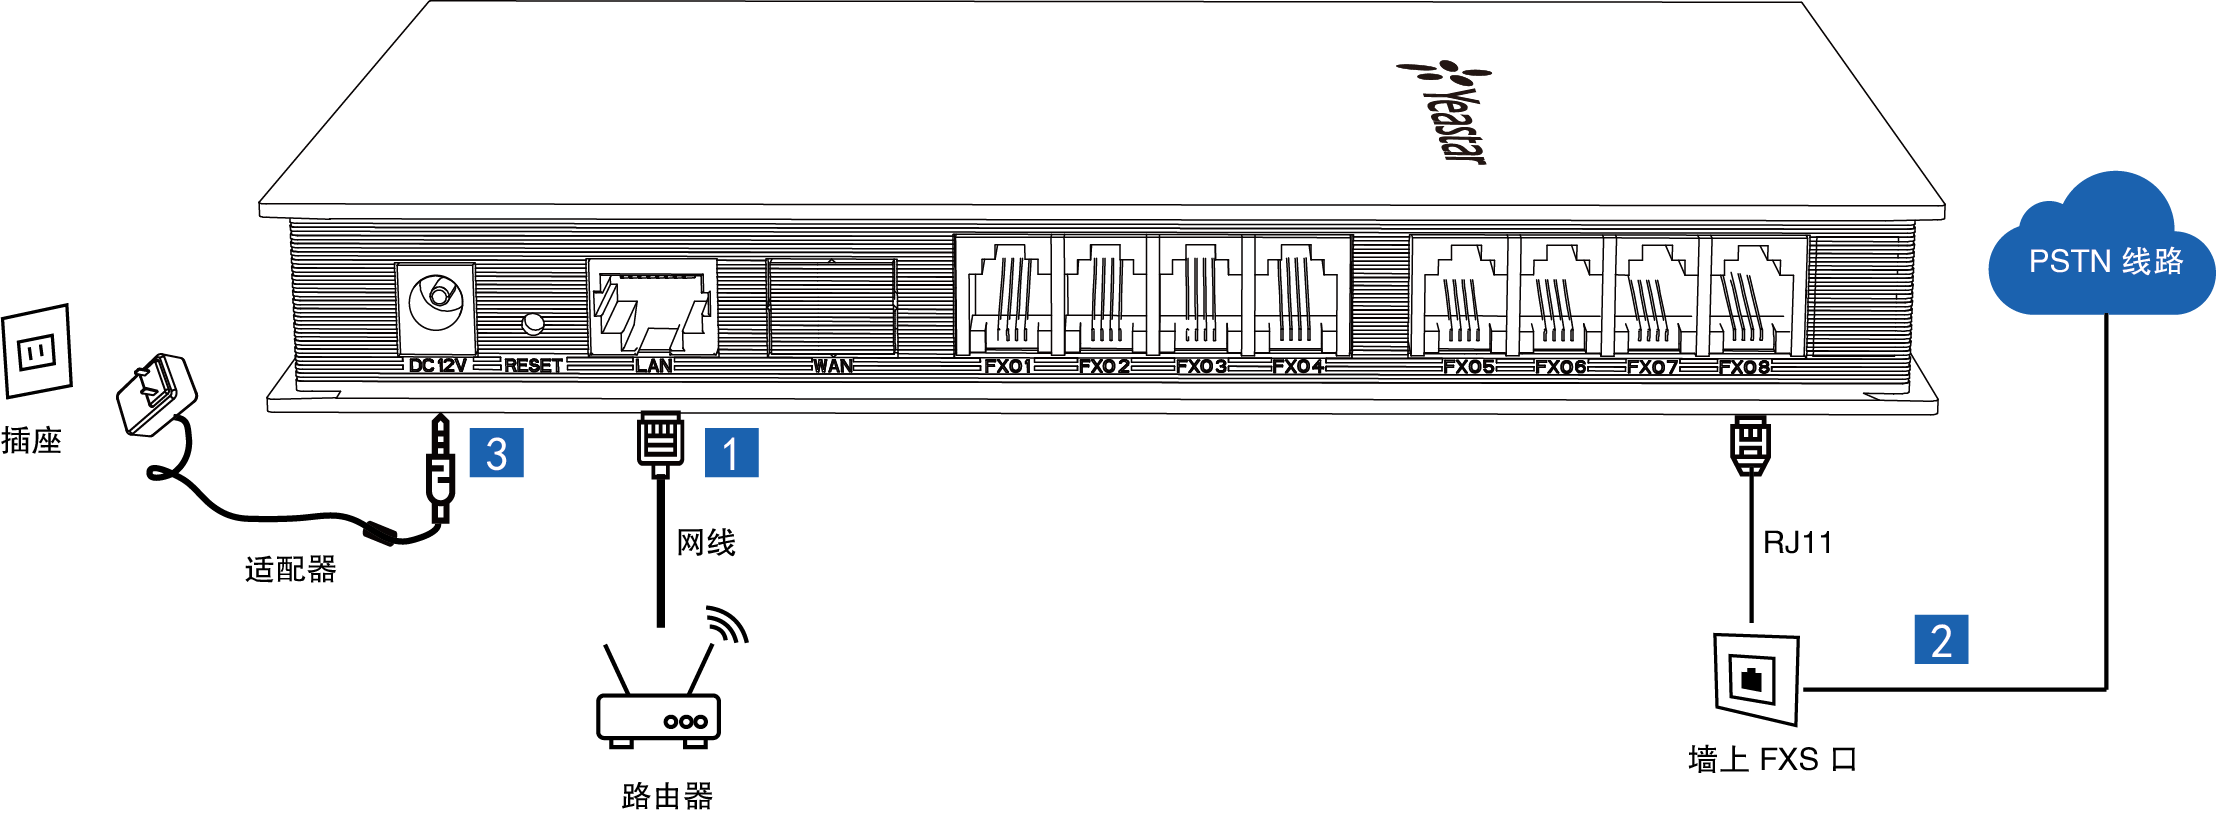 Yeastar
PSTN 线路
DC 12V
RESET
LAN
WAN
FXO1
FXO2
FXO3
FXO4
FXO5
FXO6
FXO7
FXO8
插座
3
1
网线
适配器
RJ11
2
路由器
墙上 FXS 口